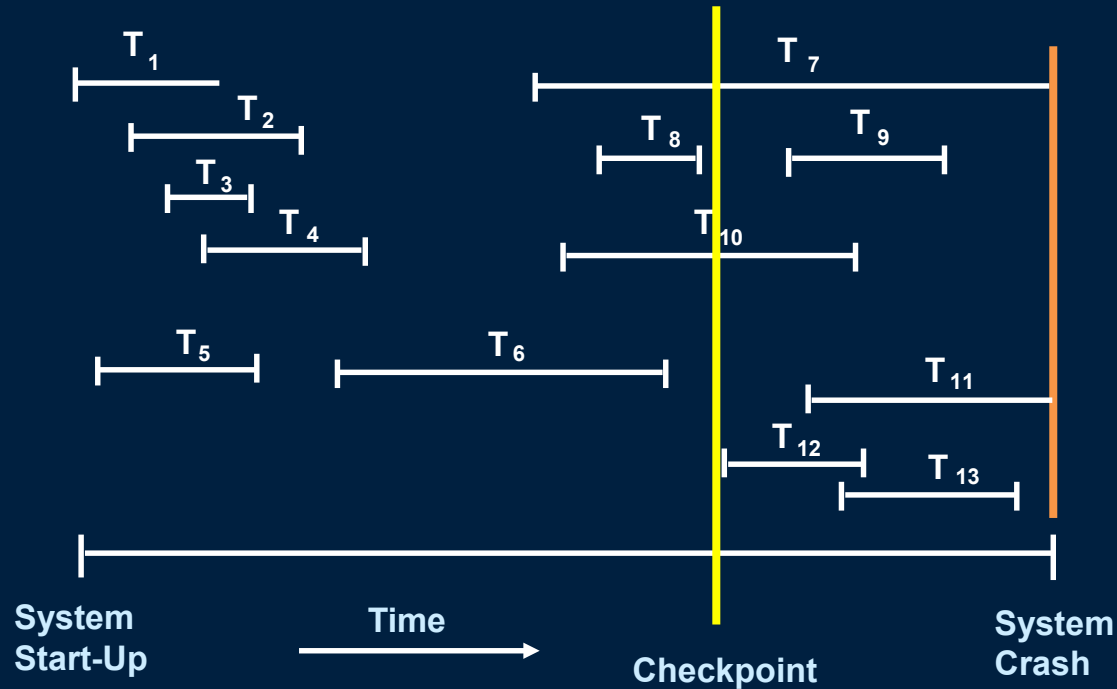 T 1
T 7
T 2
T 8
T 9
T 3
T 4
T 10
T 5
T 6
T 11
T 12
T 13
System
Start-Up
Time
Checkpoint
System
Crash